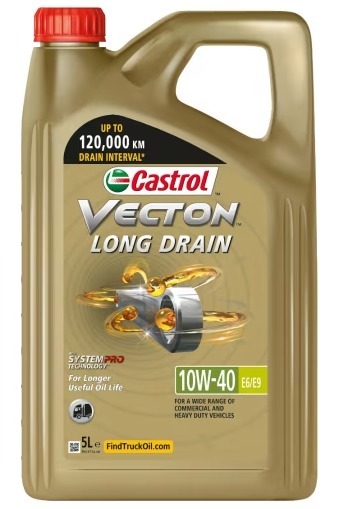 UP TO
120,000 KM
DRAIN INTERVAL*
Castrol
VECTON™
LONG DRAIN
SYSTEMPRO
TECHNOLOGY
For Longer
Useful Oil Life
10W-40 E6/E9
FOR A WIDE RANGE OF
COMMERCIAL AND
HEAVY DUTY VEHICLES
5L e
FindTruckOil.com